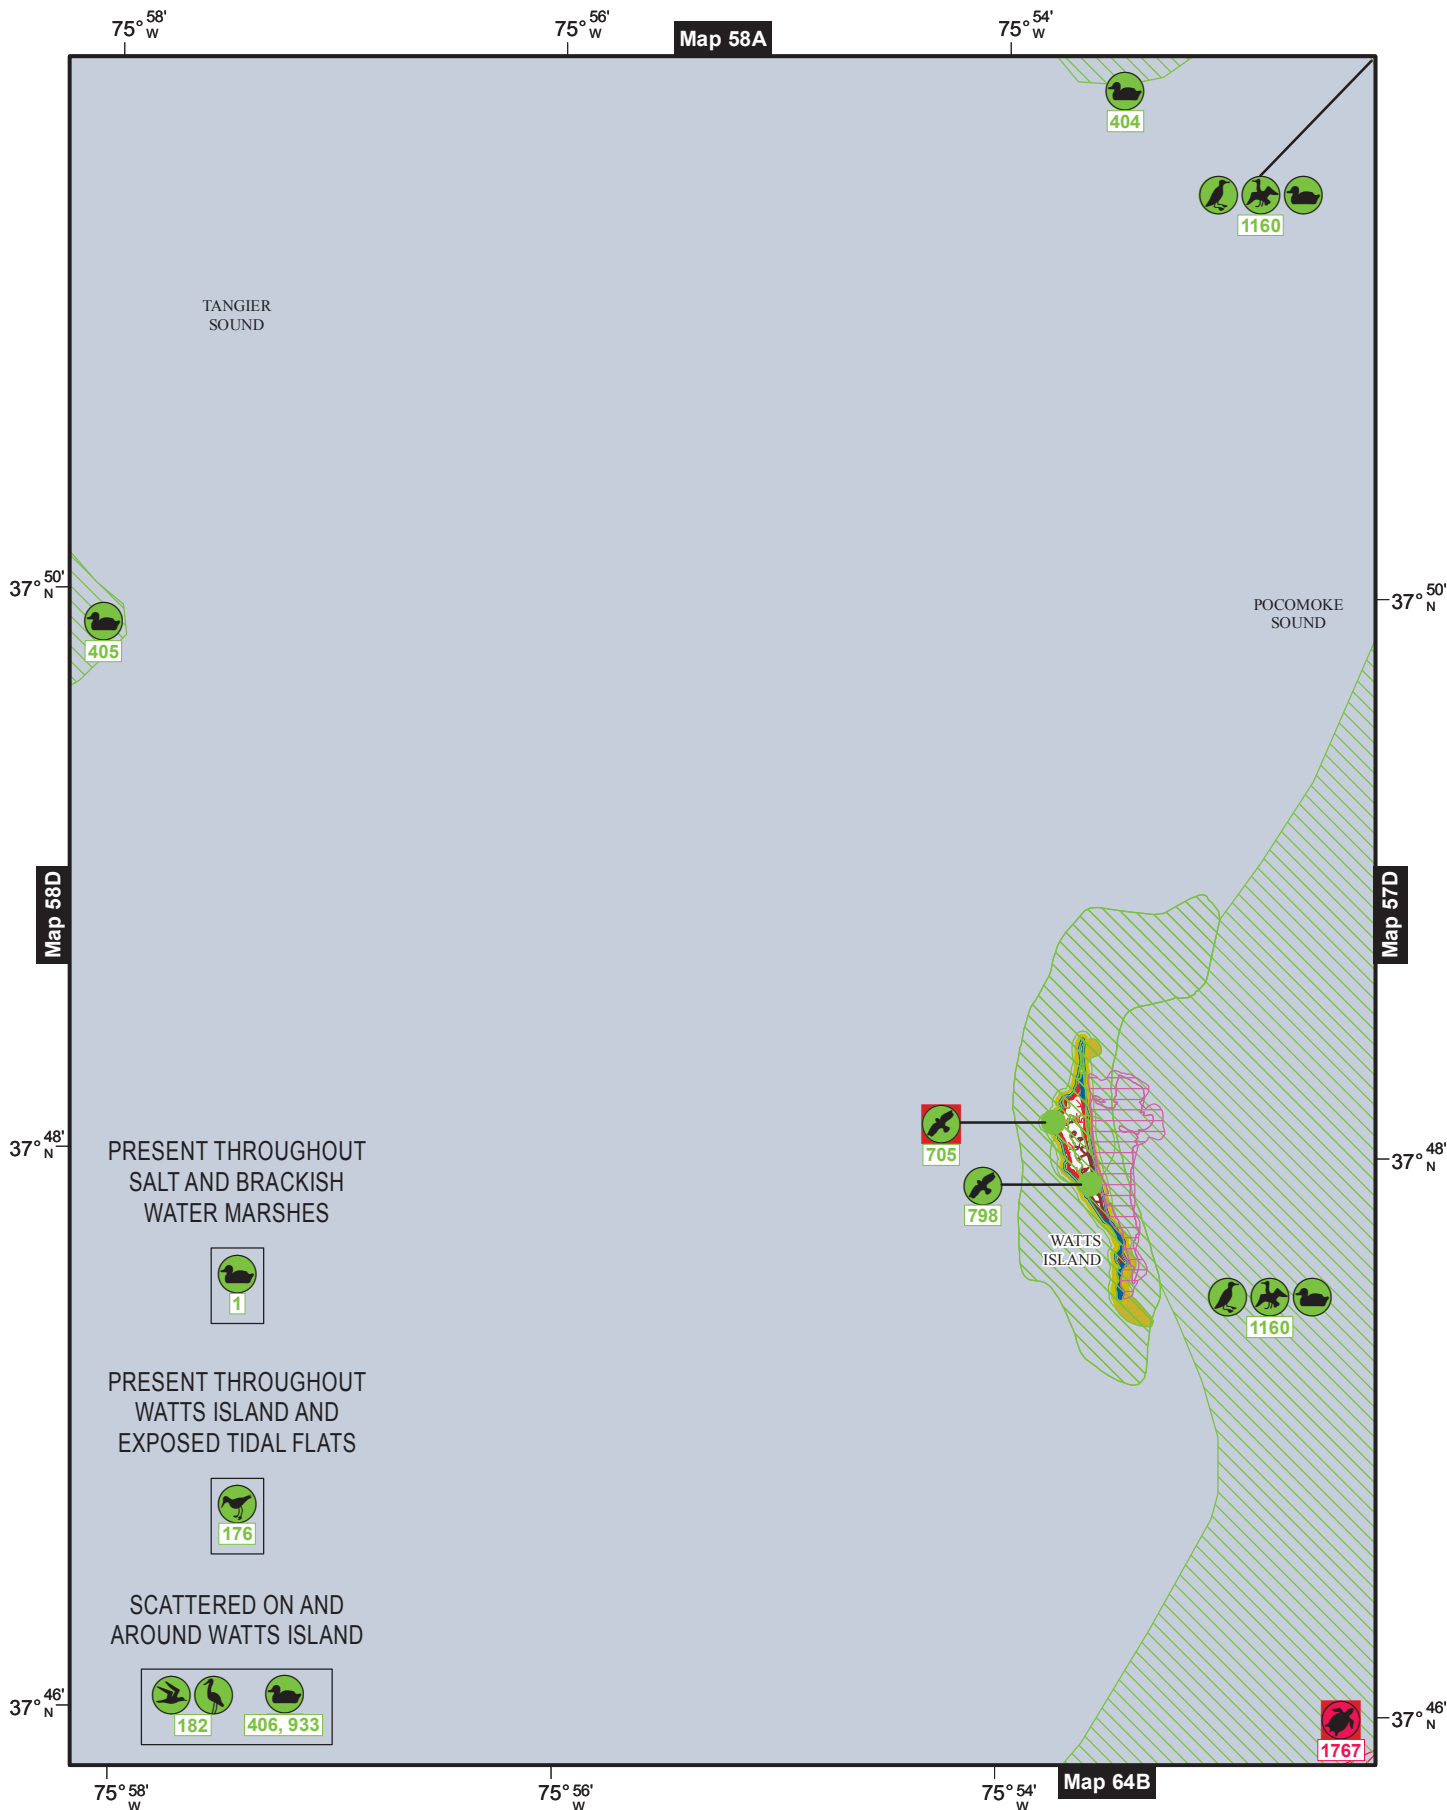 75° 58' W
75° 56' W
Map 58A
75° 54' W
404
1160
TANGIER
SOUND
37° 50' N
37° 50' N
POCOMOKE
SOUND
405
Map 58D
Map 57D
705
37° 48' N
37° 48' N
PRESENT THROUGHOUT
SALT AND BRACKISH
WATER MARSHES
798
WATTS
ISLAND
1
1160
PRESENT THROUGHOUT
WATTS ISLAND AND
EXPOSED TIDAL FLATS
176
SCATTERED ON AND
AROUND WATTS ISLAND
182
406, 933
37° 46' N
37° 46' N
1767
75° 58' W
75° 56' W
75° 54' W
Map 64B